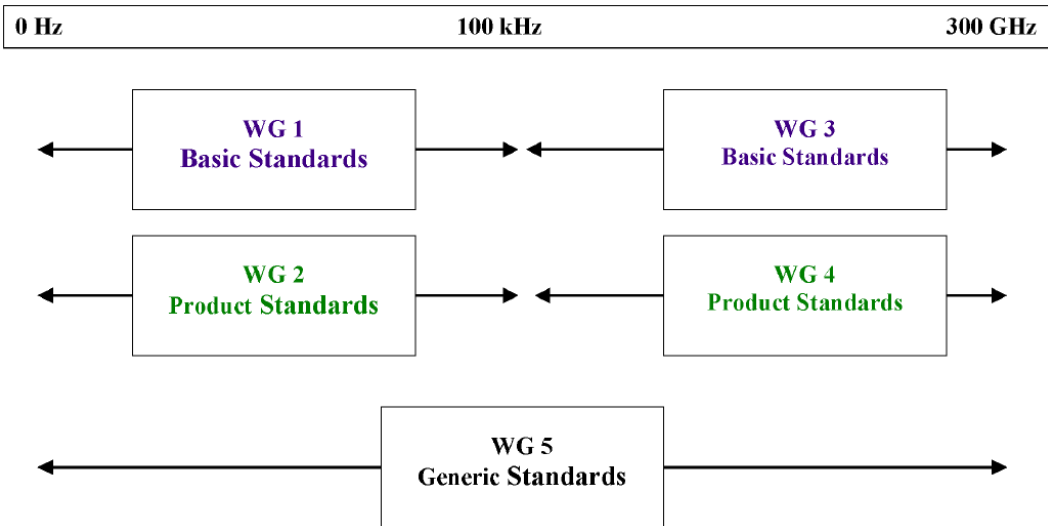 0 Hz 100 kHz 300 GHz
WG 1
Basic Standards
WG 3
Basic Standards
WG 2
Product Standards
WG 4
Product Standards
WG 5
Generic Standards